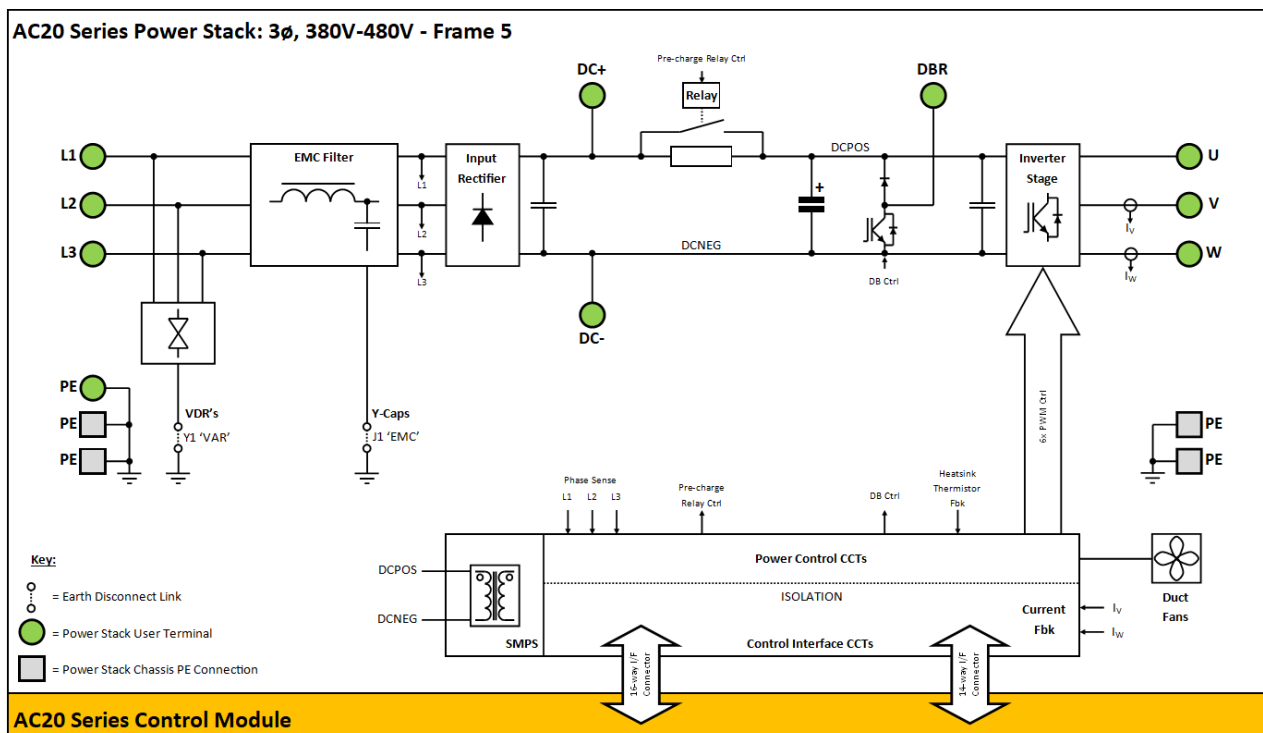 AC20 Series Power Stack: 3ø, 380V-480V - Frame 5
DC+
Pre-charge Relay Ctrl
Relay
DBR
L1
L2
L3
EMC Filter
L1
L2
L3
Input
Rectifier
DCPOS
DCNEG
+
DB Ctrl
Inverter
Stage
U
V
W
IV
IW
DC-
PE
PE
PE
VDR's
Y1 'VAR'
Y-Caps
J1 'EMC'
6x PWM Ctrl
PE
PE
Phase Sense
L1 L2 L3
Pre-charge
Relay Ctrl
DB Ctrl
Heatsink
Thermistor
Fbk
Key:
= Earth Disconnect Link
= Power Stack User Terminal
= Power Stack Chassis PE Connection
DCPOS
DCNEG
SMPS
Power Control CCTs
ISOLATION
Control Interface CCTs
Current
Fbk
IV
IW
Duct
Fans
16-way I/F
Connector
14-way I/F
Connector
AC20 Series Control Module